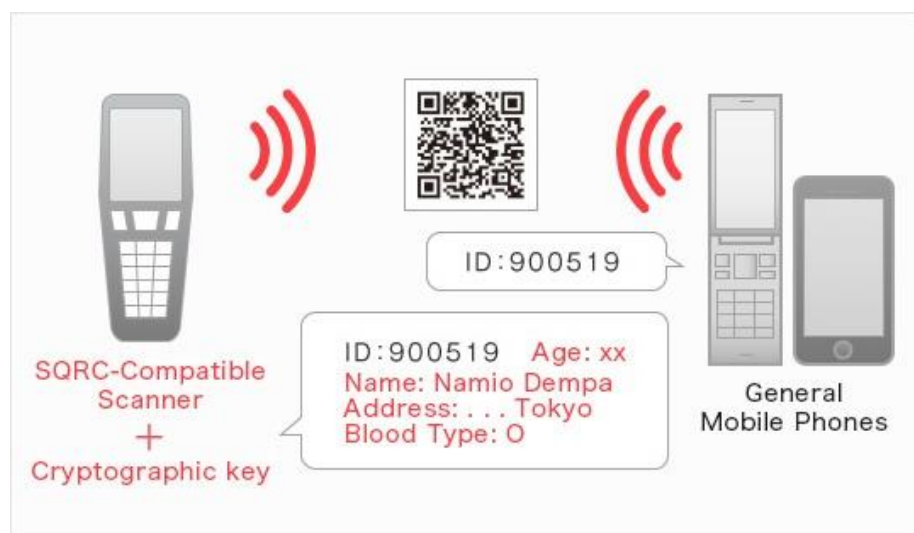 ID:900519
ID:900519 Age: xx
Name: Namio Dempa
Address: . . . Tokyo
Blood Type: O
SQRC-Compatible
Scanner
+
Cryptographic key
General
Mobile Phones